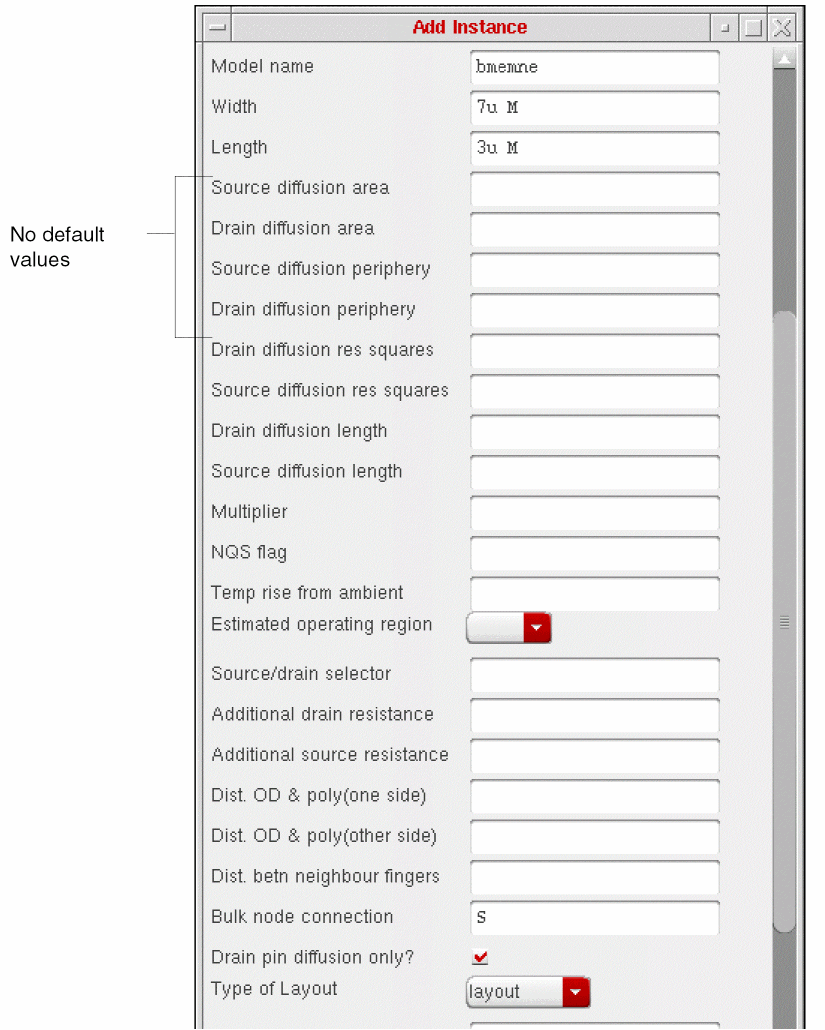 Add Instance
Model name bmemne
Width 7u M
Length 3u M
Source diffusion area
Drain diffusion area
No default
values
Source diffusion periphery
Drain diffusion periphery
Drain diffusion res squares
Source diffusion res squares
Drain diffusion length
Source diffusion length
Multiplier
NQS flag
Temp rise from ambient
Estimated operating region
Source/drain selector
Additional drain resistance
Additional source resistance
Dist. OD & poly(one side)
Dist. OD & poly(other side)
Dist. betn neighbour fingers
Bulk node connection S
Drain pin diffusion only?
Type of Layout layout